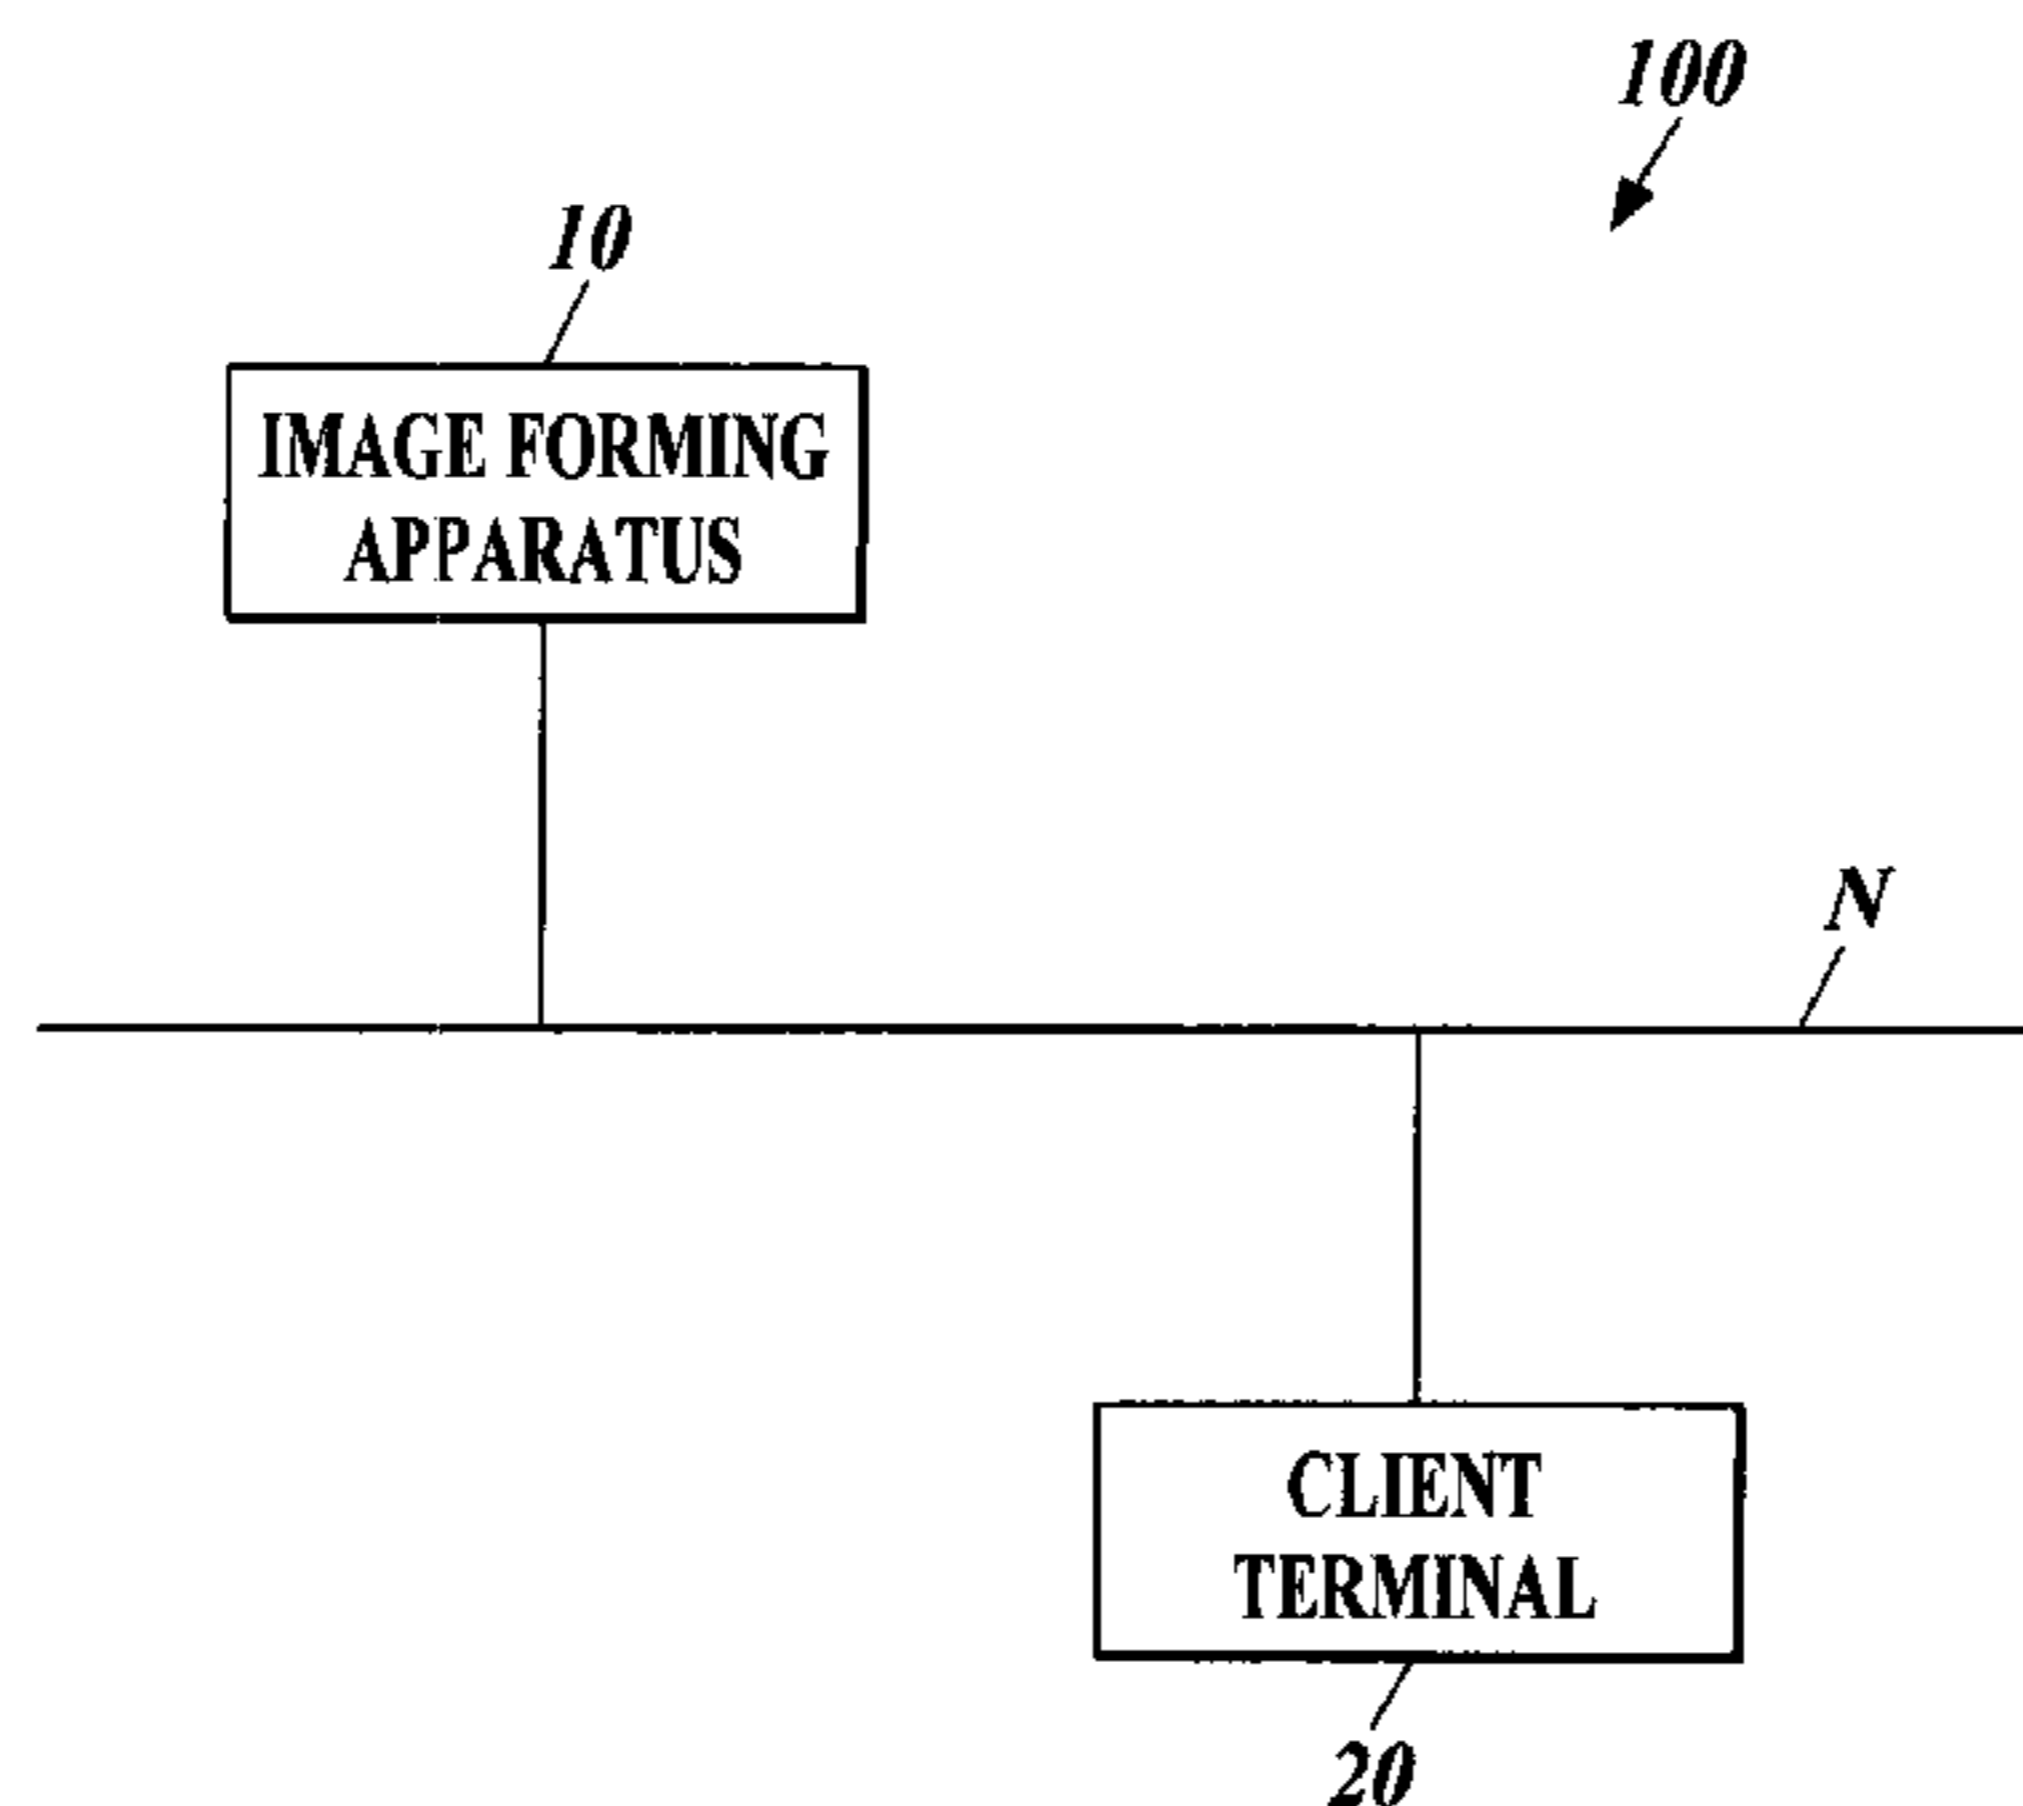 100
10
IMAGE FORMING
APPARATUS
N
CLIENT
TERMINAL
20